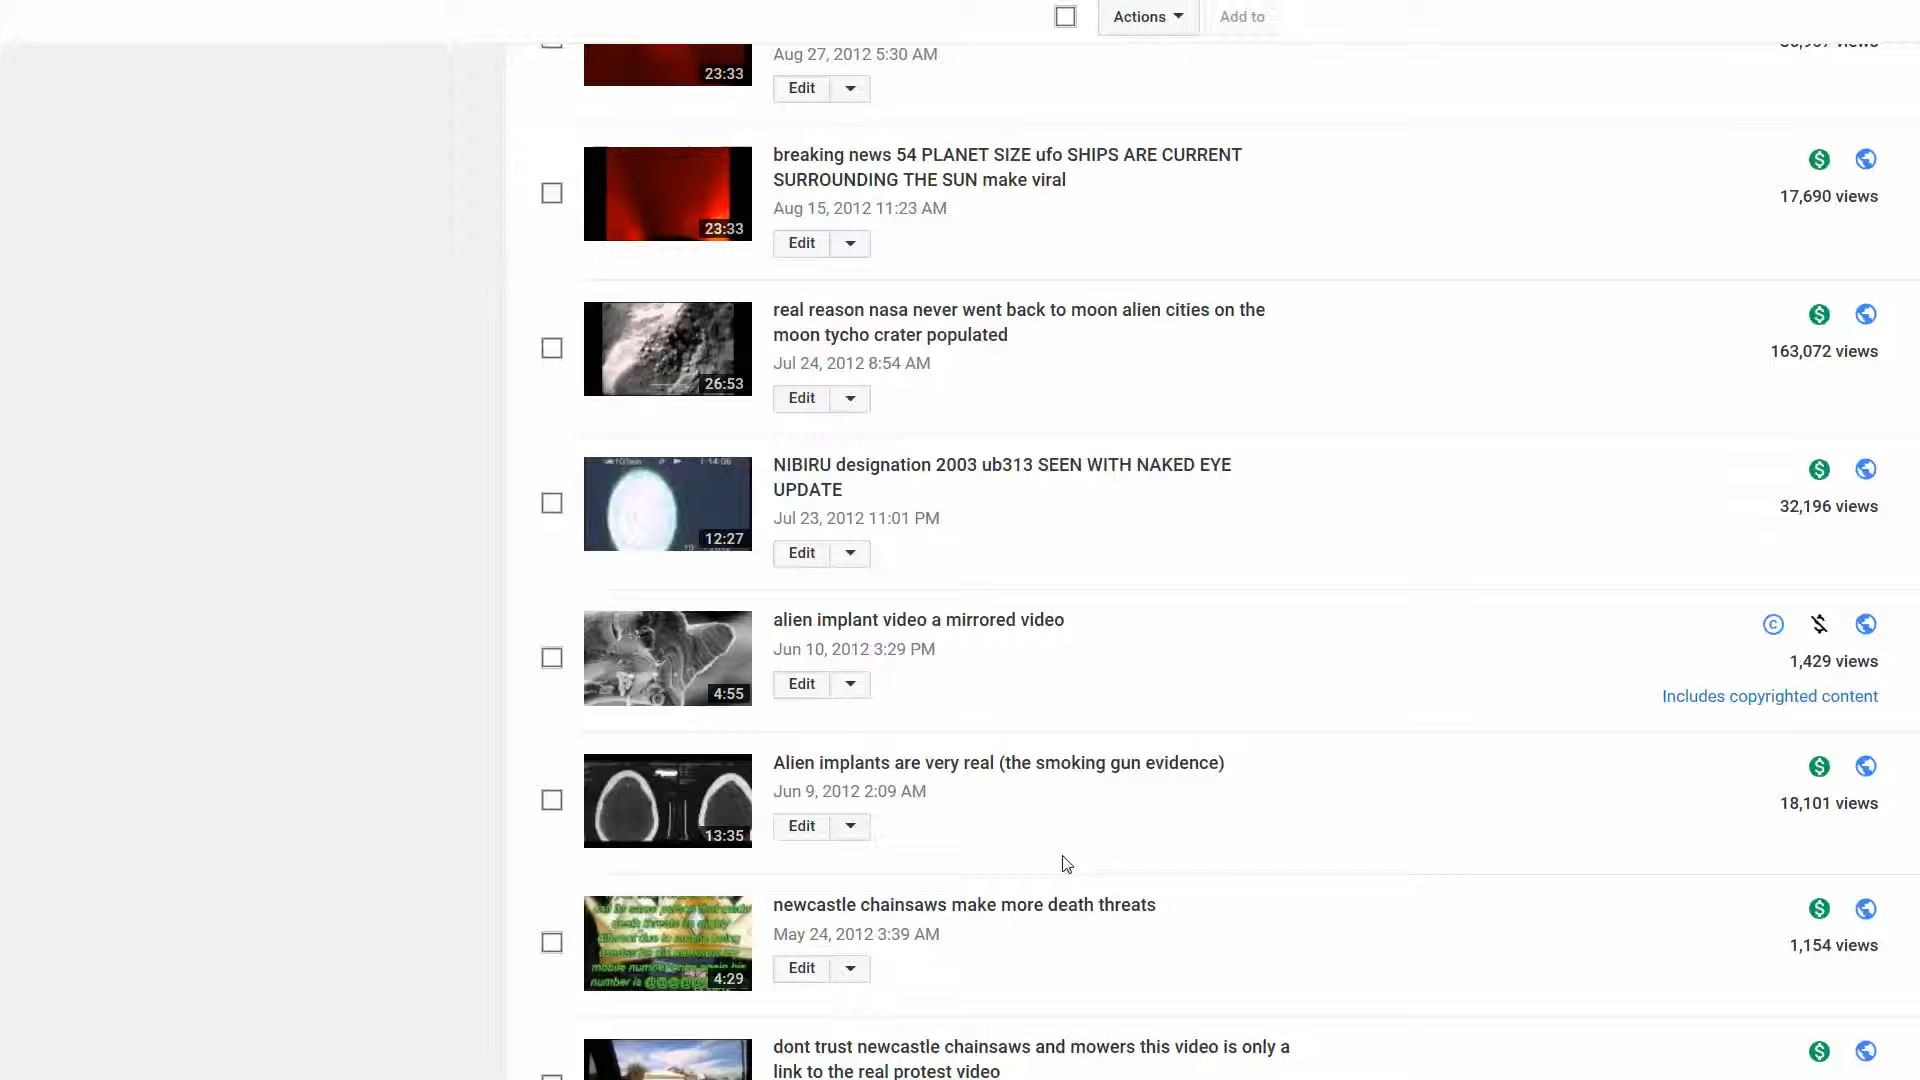 Actions
Add to
Aug 27, 2012 5:30 AM
23:33
Edit
breaking news 54 PLANET SIZE ufo SHIPS ARE CURRENT
SURROUNDING THE SUN make viral
17,690 views
Aug 15, 2012 11:23 AM
23:33
Edit
real reason nasa never went back to moon alien cities on the
moon tycho crater populated
163,072 views
Jul 24, 2012 8:54 AM
26:53
Edit
NIBIRU designation 2003 ub313 SEEN WITH NAKED EYE
UPDATE
32,196 views
Jul 23, 2012 11:01 PM
12:27
Edit
alien implant video a mirrored video
Jun 10, 2012 3:29 PM
1,429 views
4:55
Edit
Includes copyrighted content
Alien implants are very real (the smoking gun evidence)
Jun 9, 2012 2:09 AM
18,101 views
13:35
Edit
newcastle chainsaws make more death threats
May 24, 2012 3:39 AM
1,154 views
4:29
Edit
dont trust newcastle chainsaws and mowers this video is only a
link to the real protest video